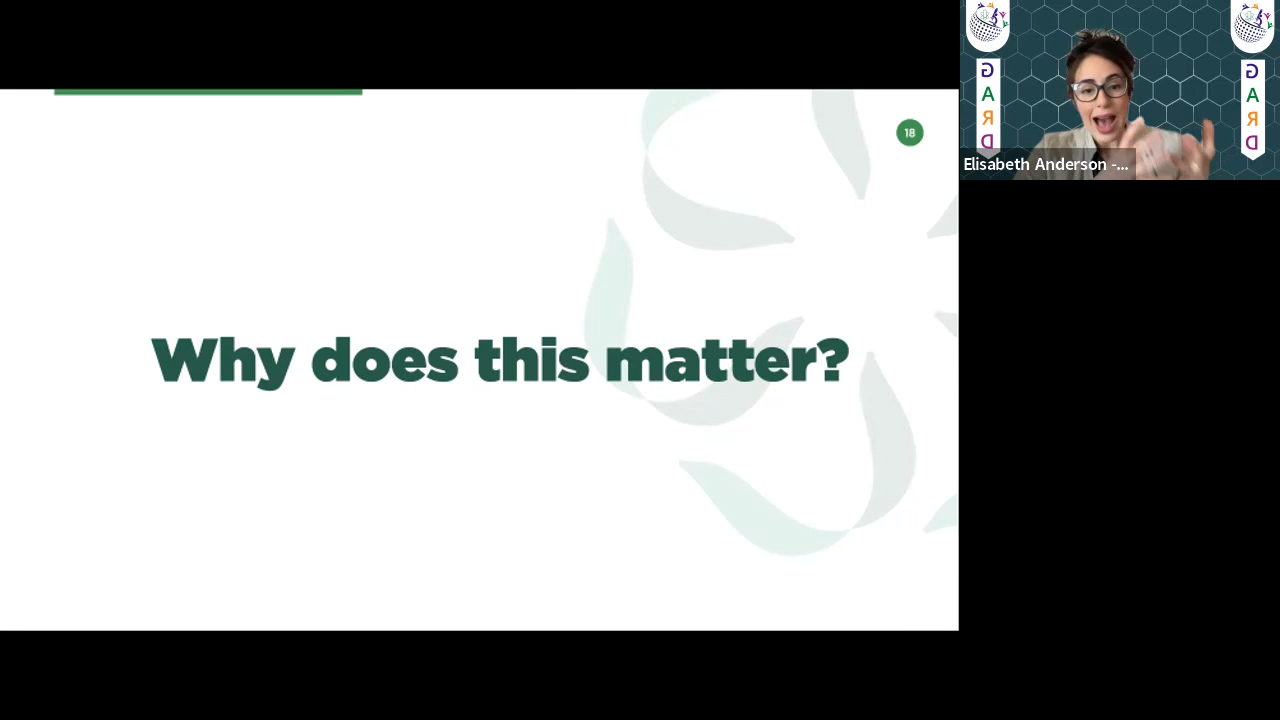 18
Why does this matter?
G
A
R
D
G
A
R
D
Elisabeth Anderson -...